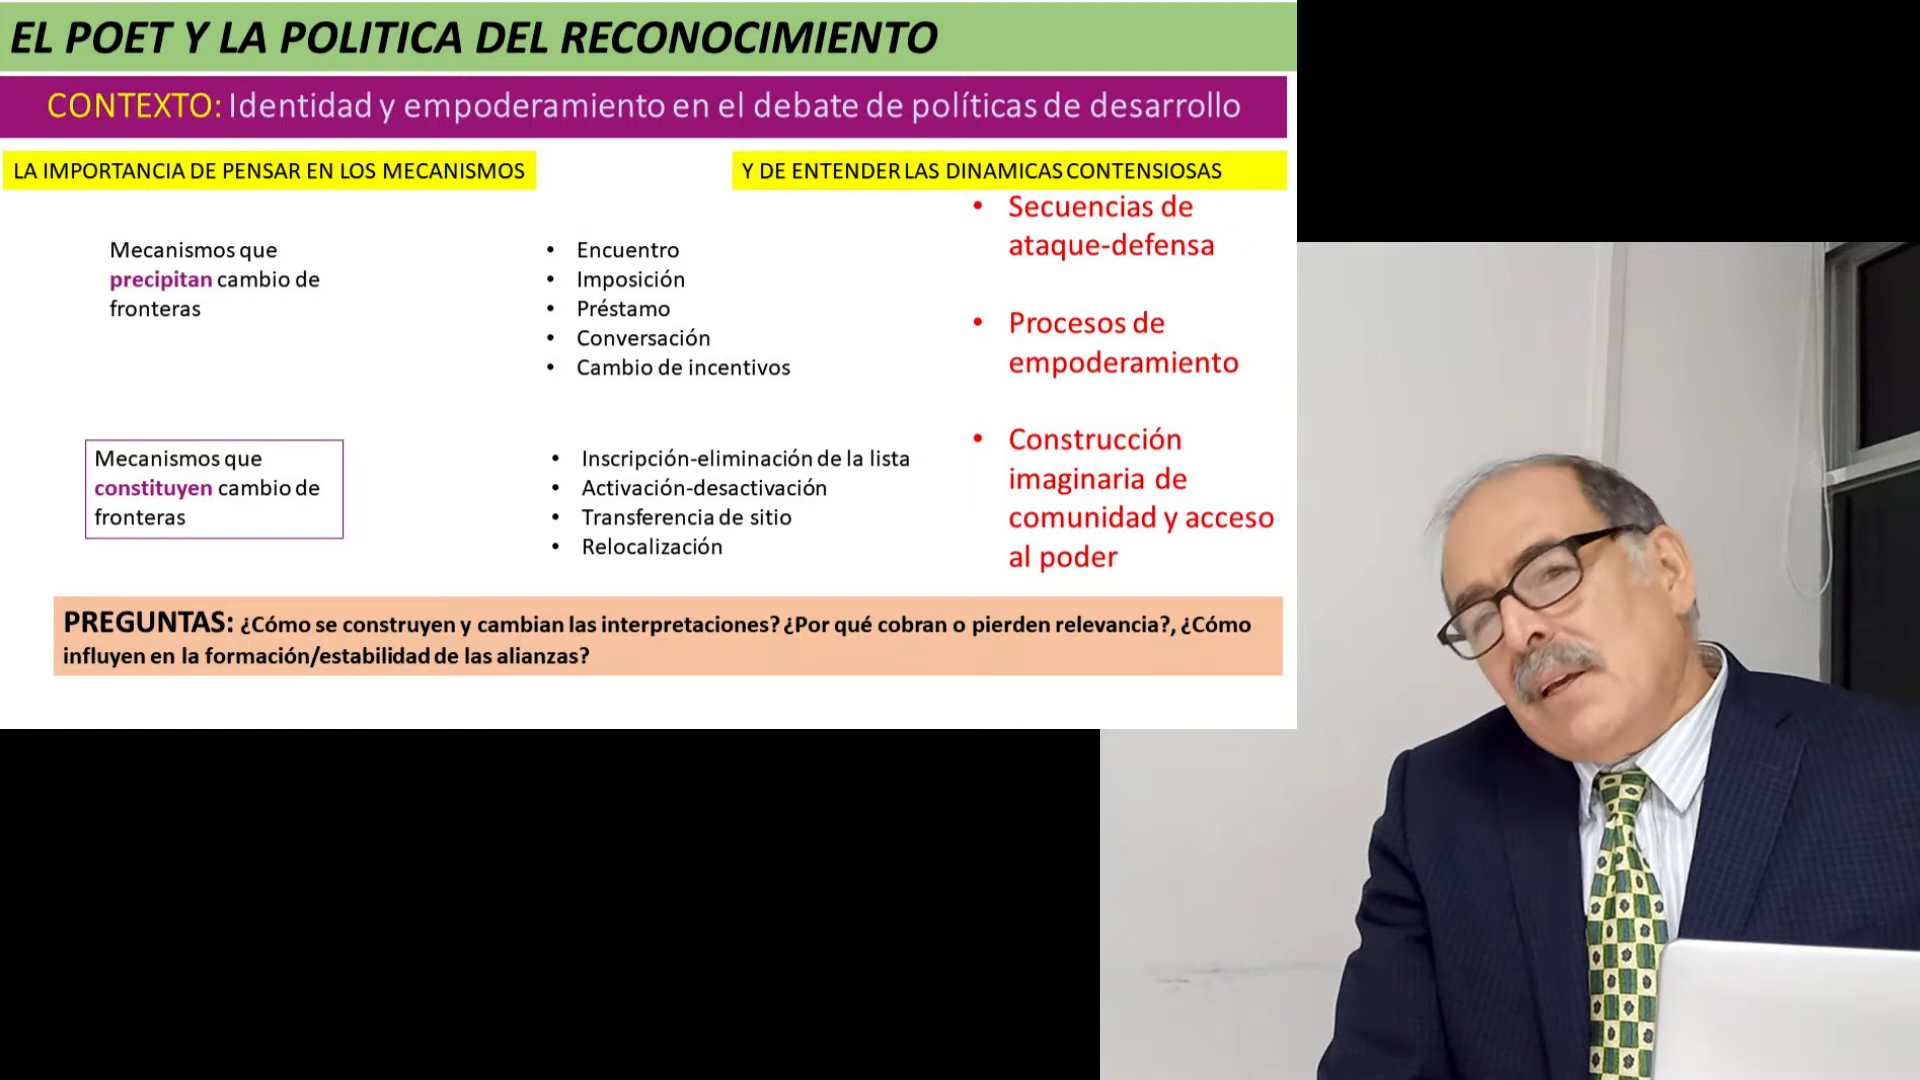 EL POET Y LA POLITICA DEL RECONOCIMIENTO
CONTEXTO: Identidad y empoderamiento en el debate de políticas de desarrollo
LA IMPORTANCIA DE PENSAR EN LOS MECANISMOS
Y DE ENTENDER LAS DINAMICAS CONTENSIOSAS
Mecanismos que
precipitan cambio de
fronteras
• Encuentro
• Imposición
• Préstamo
• Conversación
• Cambio de incentivos
Mecanismos que
constituyen cambio de
fronteras
• Inscripción-eliminación de la lista
• Activación-desactivación
• Transferencia de sitio
• Relocalización
• Secuencias de
ataque-defensa
• Procesos de
empoderamiento
• Construcción
imaginaria de
comunidad y acceso
al poder
PREGUNTAS: ¿Cómo se construyen y cambian las interpretaciones? ¿Por qué cobran o pierden relevancia?, ¿Cómo
influyen en la formación/estabilidad de las alianzas?